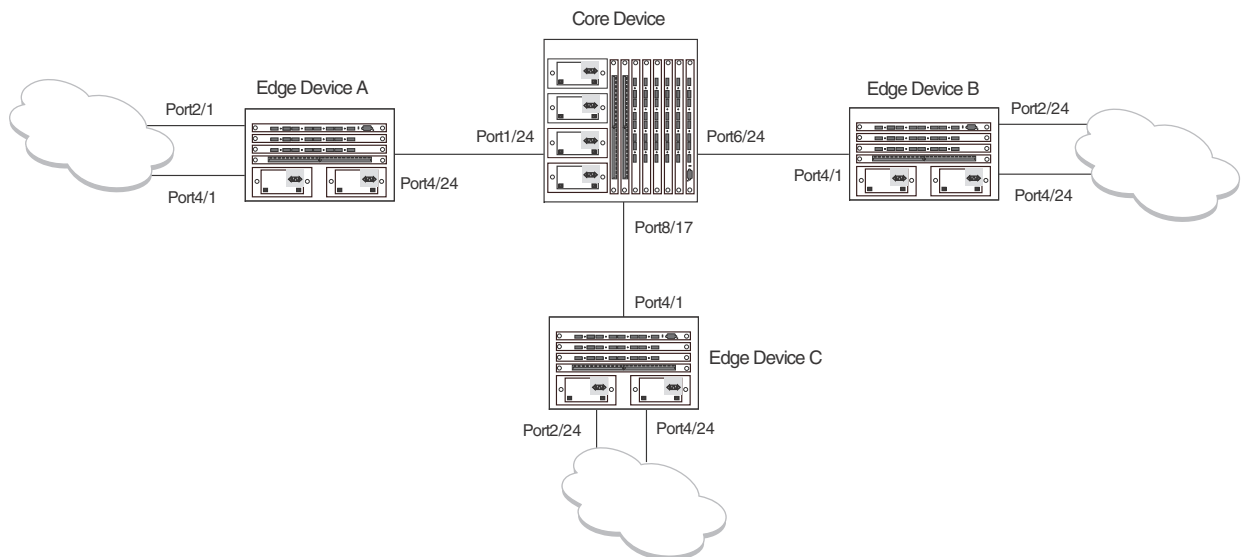 Core Device
Edge Device A
Edge Device B
Port2/1
Port2/24
Port1/24
Port6/24
Port4/1
Port4/24
Port4/1
Port4/24
Port8/17
Port4/1
Edge Device C
Port2/24
Port4/24